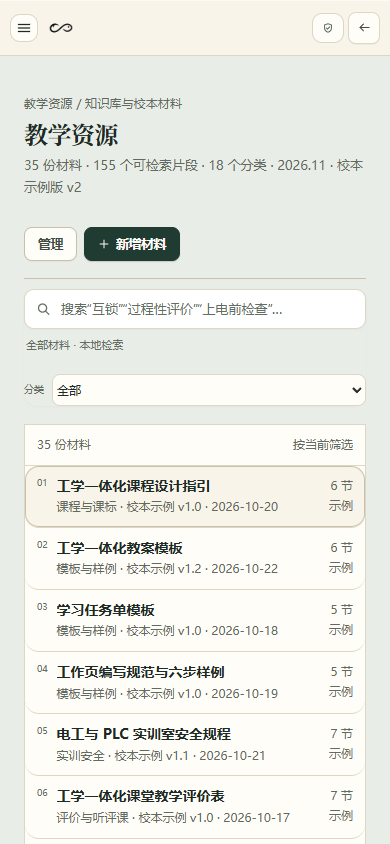 教学资源 / 知识库与校本材料
教学资源
35 份材料 · 155 个可检索片段 · 18 个分类 · 2026.11 · 校本
示例版 v2
管理
＋ 新增材料
搜索“互锁”“过程性评价”“上电前检查”…
全部材料 · 本地检索
分类
全部
35 份材料
按当前筛选
01 工学一体化课程设计指引 6 节
课程与课标 · 校本示例 v1.0 · 2026-10-20 示例
02 工学一体化教案模板 6 节
模板与样例 · 校本示例 v1.2 · 2026-10-22 示例
03 学习任务单模板 5 节
模板与样例 · 校本示例 v1.0 · 2026-10-18 示例
04 工作页编写规范与六步样例 5 节
模板与样例 · 校本示例 v1.0 · 2026-10-19 示例
05 电工与 PLC 实训室安全规程 7 节
实训安全 · 校本示例 v1.1 · 2026-10-21 示例
06 工学一体化课堂教学评价表 7 节
评价与听评课 · 校本示例 v1.0 · 2026-10-17 示例